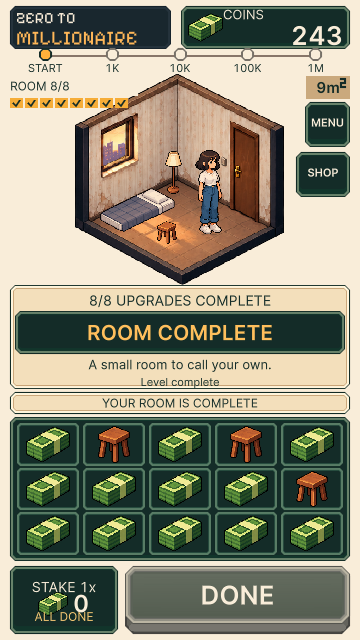 ZERO TO
MILLIONAIRE
COINS
243
START
1K
10K
100K
1M
ROOM 8/8
9m²
MENU
SHOP
8/8 UPGRADES COMPLETE
ROOM COMPLETE
A small room to call your own.
Level complete
YOUR ROOM IS COMPLETE
STAKE 1x
0
ALL DONE
DONE